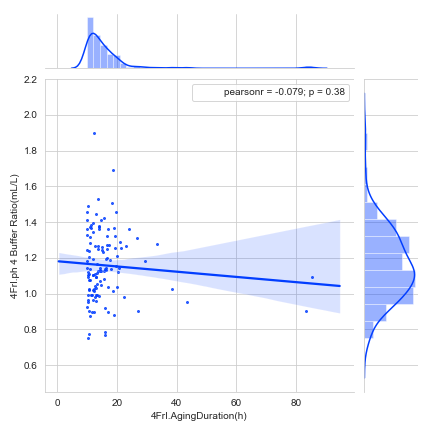 pearsonr = -0.079; p = 0.38
2.2
2.0
1.8
1.6
1.4
1.2
1.0
0.8
0.6
4Frl.ph 4 Buffer Ratio(mL/L)
0 20 40 60 80
4Frl.AgingDuration(h)